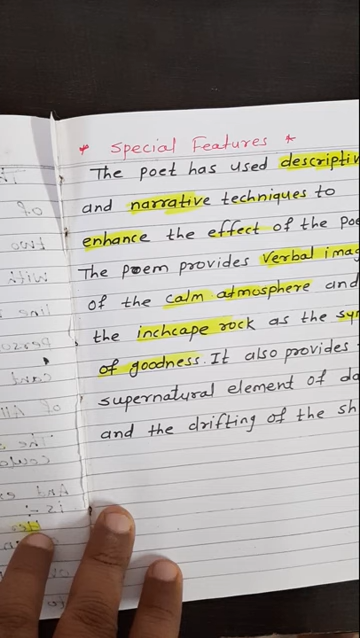 * Special Features *
The poet has used descriptiv
and narrative techniques to
enhance the effect of the Poe
The Poem provides Verbal imag
of the calm atmosphere and
the inchcape rock as the sym
of goodness. It also provides
supernatural element of da
and the drifting of the sh